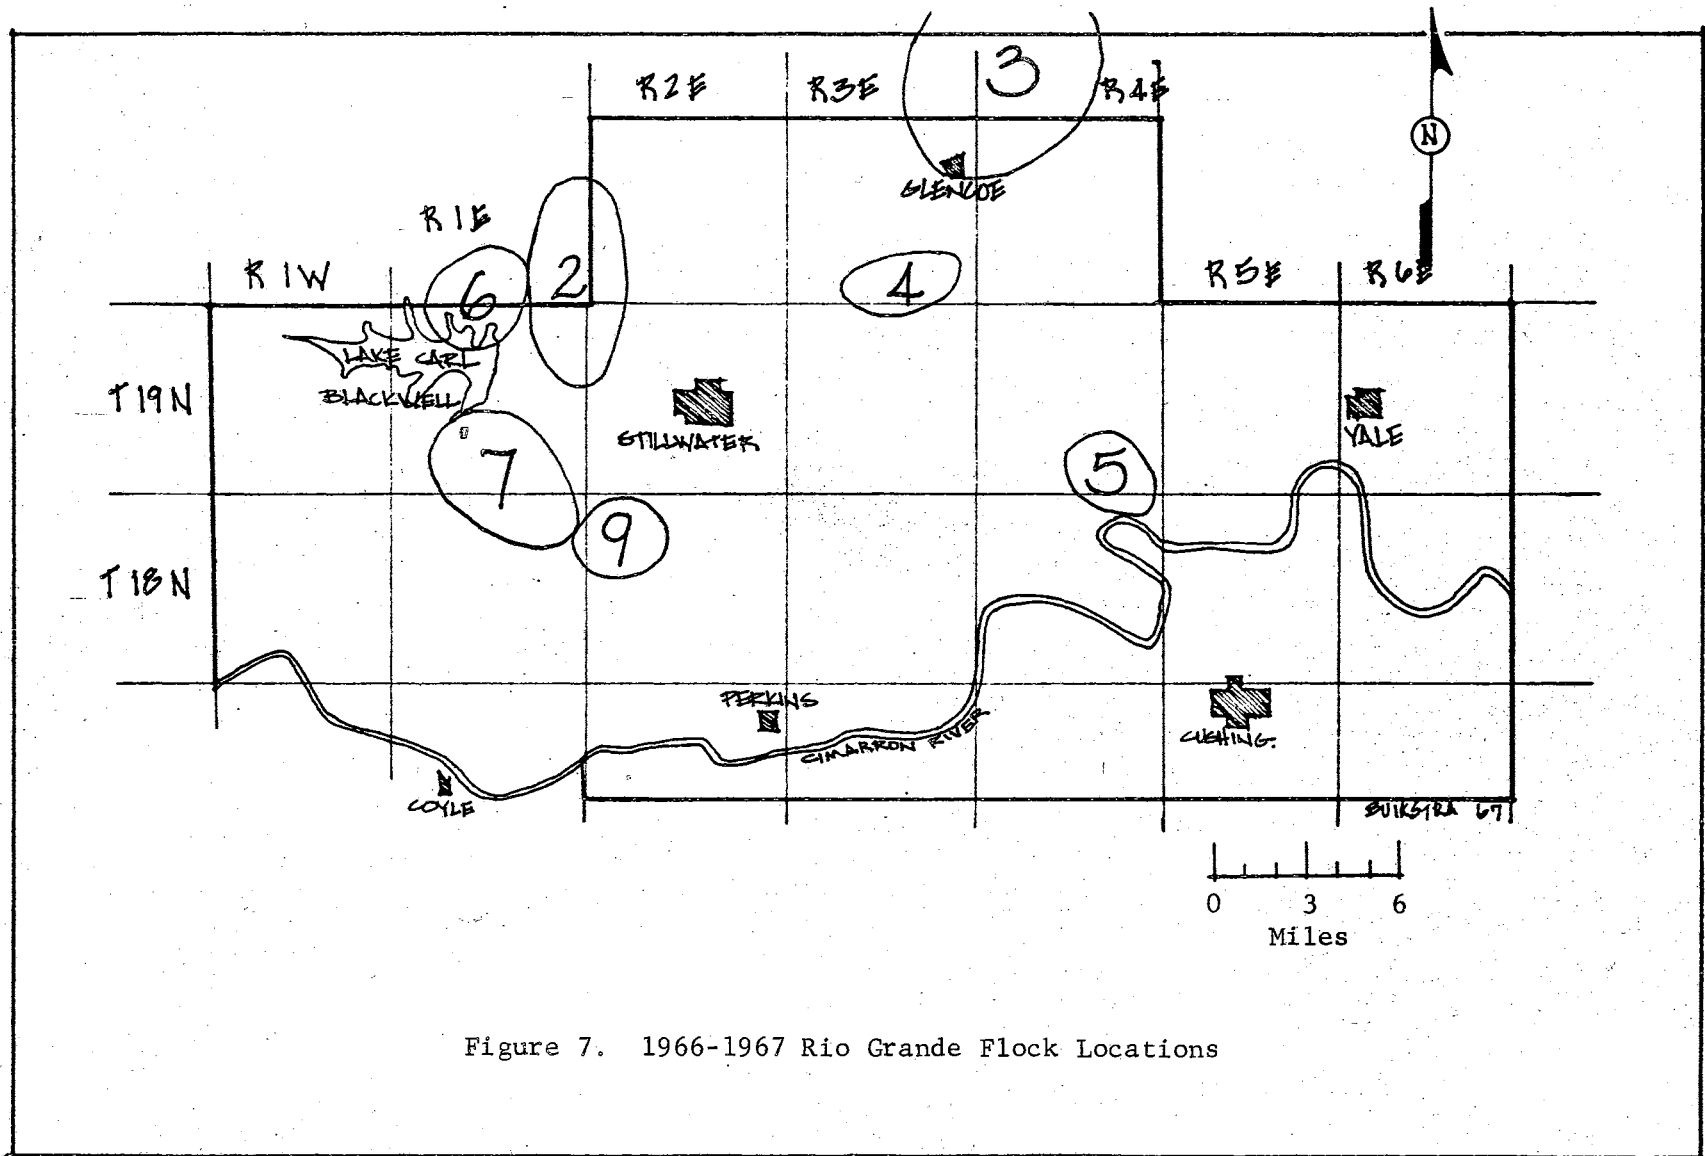 3
R2E R3E R4E
N
GLENCOE
R1E
R1W 6 2 4 R5E R6E
LAKE CARL
BLACKWELL
T19N
STILLWATER
YALE
7
5
9
T18N
PERKINS
CIMARRON RIVER
CUSHING.
COYLE
BUIKSTRA 67
0 3 6
Miles
Figure 7. 1966-1967 Rio Grande Flock Locations